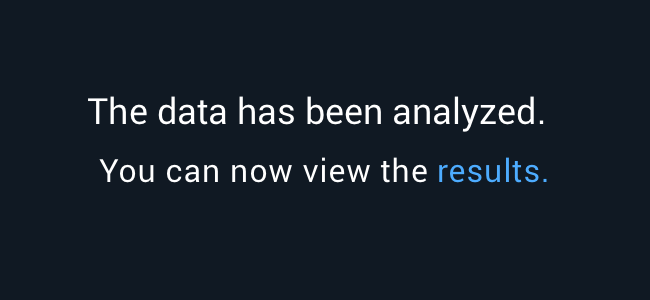 The data has been analyzed.
You can now view the results.